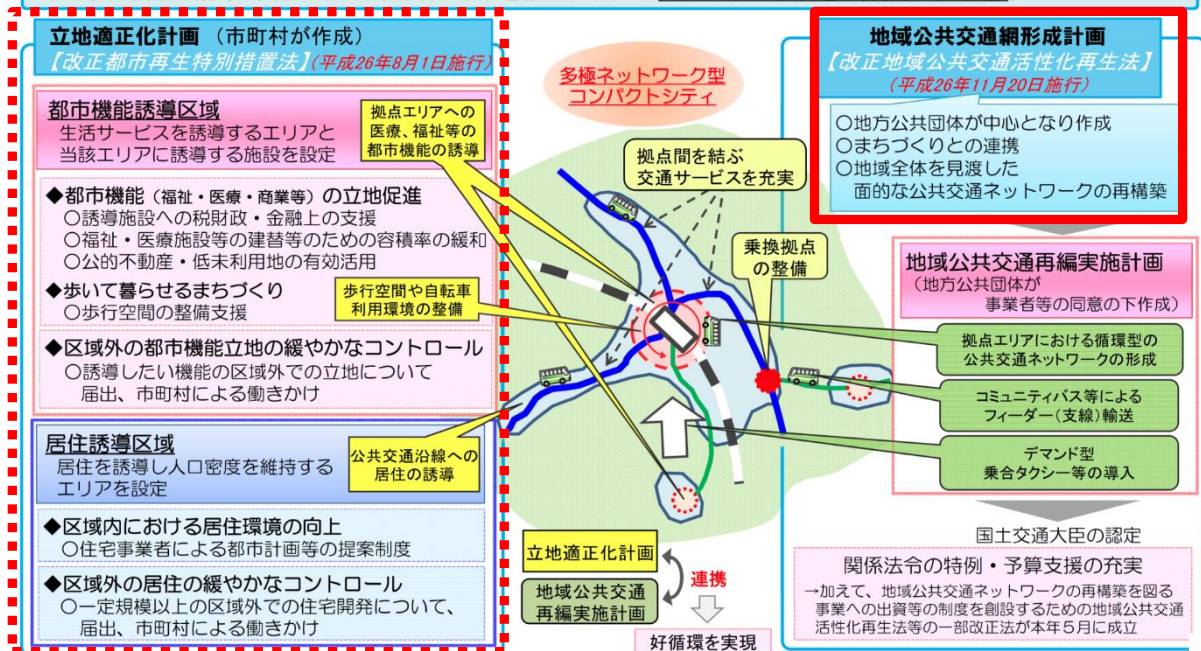 立地適正化計画 (市町村が作成)
【改正都市再生特別措置法】(平成26年8月1日施行)
都市機能誘導区域
生活サービスを誘導するエリアと
当該エリアに誘導する施設を設定
◆都市機能(福祉・医療・商業等)の立地促進
○誘導施設への税財政・金融上の支援
○福祉・医療施設等の建替等のための容積率の緩和
○公的不動産・低未利用地の有効活用
◆歩いて暮らせるまちづくり
○歩行空間の整備支援
◆区域外の都市機能立地の緩やかなコントロール
○誘導したい機能の区域外での立地について
届出、市町村による働きかけ
居住誘導区域
居住を誘導し人口密度を維持する
エリアを設定
◆区域内における居住環境の向上
○住宅事業者による都市計画等の提案制度
◆区域外の居住の緩やかなコントロール
○一定規模以上の区域外での住宅開発について、
届出、市町村による働きかけ
拠点エリアへの
医療、福祉等の
都市機能の誘導
歩行空間や自転車
利用環境の整備
公共交通沿線への
居住の誘導
多極ネットワーク型
コンパクトシティ
拠点間を結ぶ
交通サービスを充実
乗換拠点
の整備
立地適正化計画
地域公共交通
再編実施計画
連携
好循環を実現
地域公共交通網形成計画
【改正地域公共交通活性化再生法】
(平成26年11月20日施行)
○地方公共団体が中心となり作成
○まちづくりとの連携
○地域全体を見渡した
面的な公共交通ネットワークの再構築
地域公共交通再編実施計画
(地方公共団体が
事業者等の同意の下作成)
拠点エリアにおける循環型の
公共交通ネットワークの形成
コミュニティバス等による
フィーダー(支線)輸送
デマンド型
乗合タクシー等の導入
国土交通大臣の認定
関係法令の特例・予算支援の充実
→加えて、地域公共交通ネットワークの再構築を図る
事業への出資等の制度を創設するための地域公共交通
活性化再生法等の一部改正法が本年5月に成立